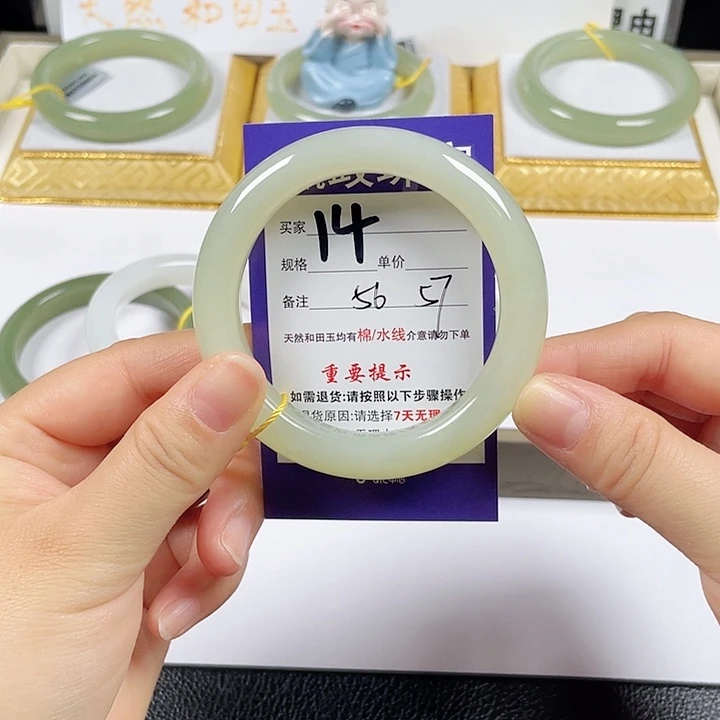 天然 和田玉
买家 14
规格 单价
备注 56 57
天然和田玉均有棉/水线介意请勿下单
重要提示
如需退货:请按照以下步骤操作
退货原因:请选择7天无理